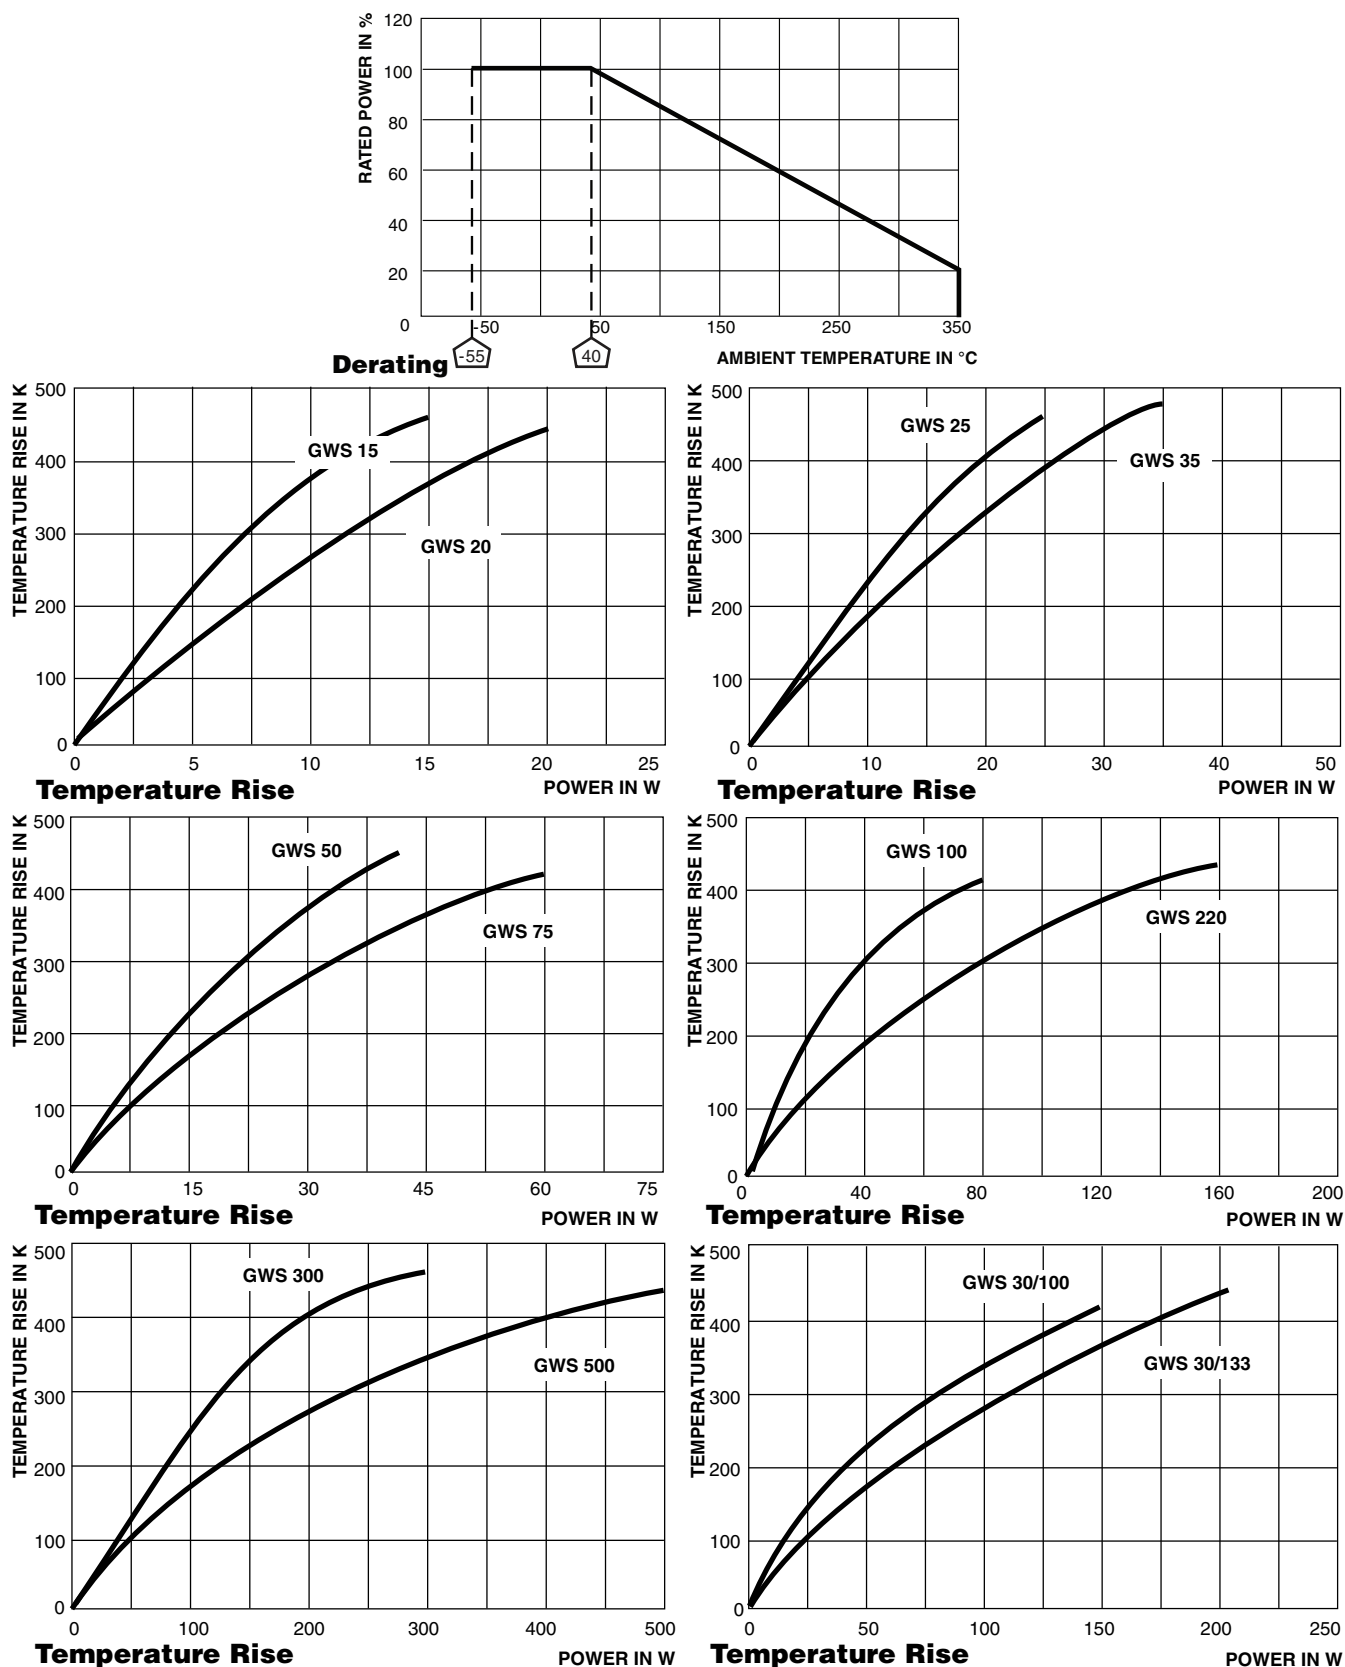 RATED POWER IN %
120
100
80
60
40
20
0
-50
50
150
250
350
-55
40
Derating
AMBIENT TEMPERATURE IN °C
TEMPERATURE RISE IN K
500
400
300
200
100
0
GWS 15
GWS 20
0 5 10 15 20 25
Temperature Rise
POWER IN W
TEMPERATURE RISE IN K
500
400
300
200
100
0
GWS 25
GWS 35
0 10 20 30 40 50
Temperature Rise
POWER IN W
TEMPERATURE RISE IN K
500
400
300
200
100
0
GWS 50
GWS 75
0 15 30 45 60 75
Temperature Rise
POWER IN W
TEMPERATURE RISE IN K
500
400
300
200
100
0
GWS 100
GWS 220
0 40 80 120 160 200
Temperature Rise
POWER IN W
TEMPERATURE RISE IN K
500
400
300
200
100
0
GWS 300
GWS 500
0 100 200 300 400 500
Temperature Rise
POWER IN W
TEMPERATURE RISE IN K
500
400
300
200
100
0
GWS 30/100
GWS 30/133
0 50 100 150 200 250
Temperature Rise
POWER IN W